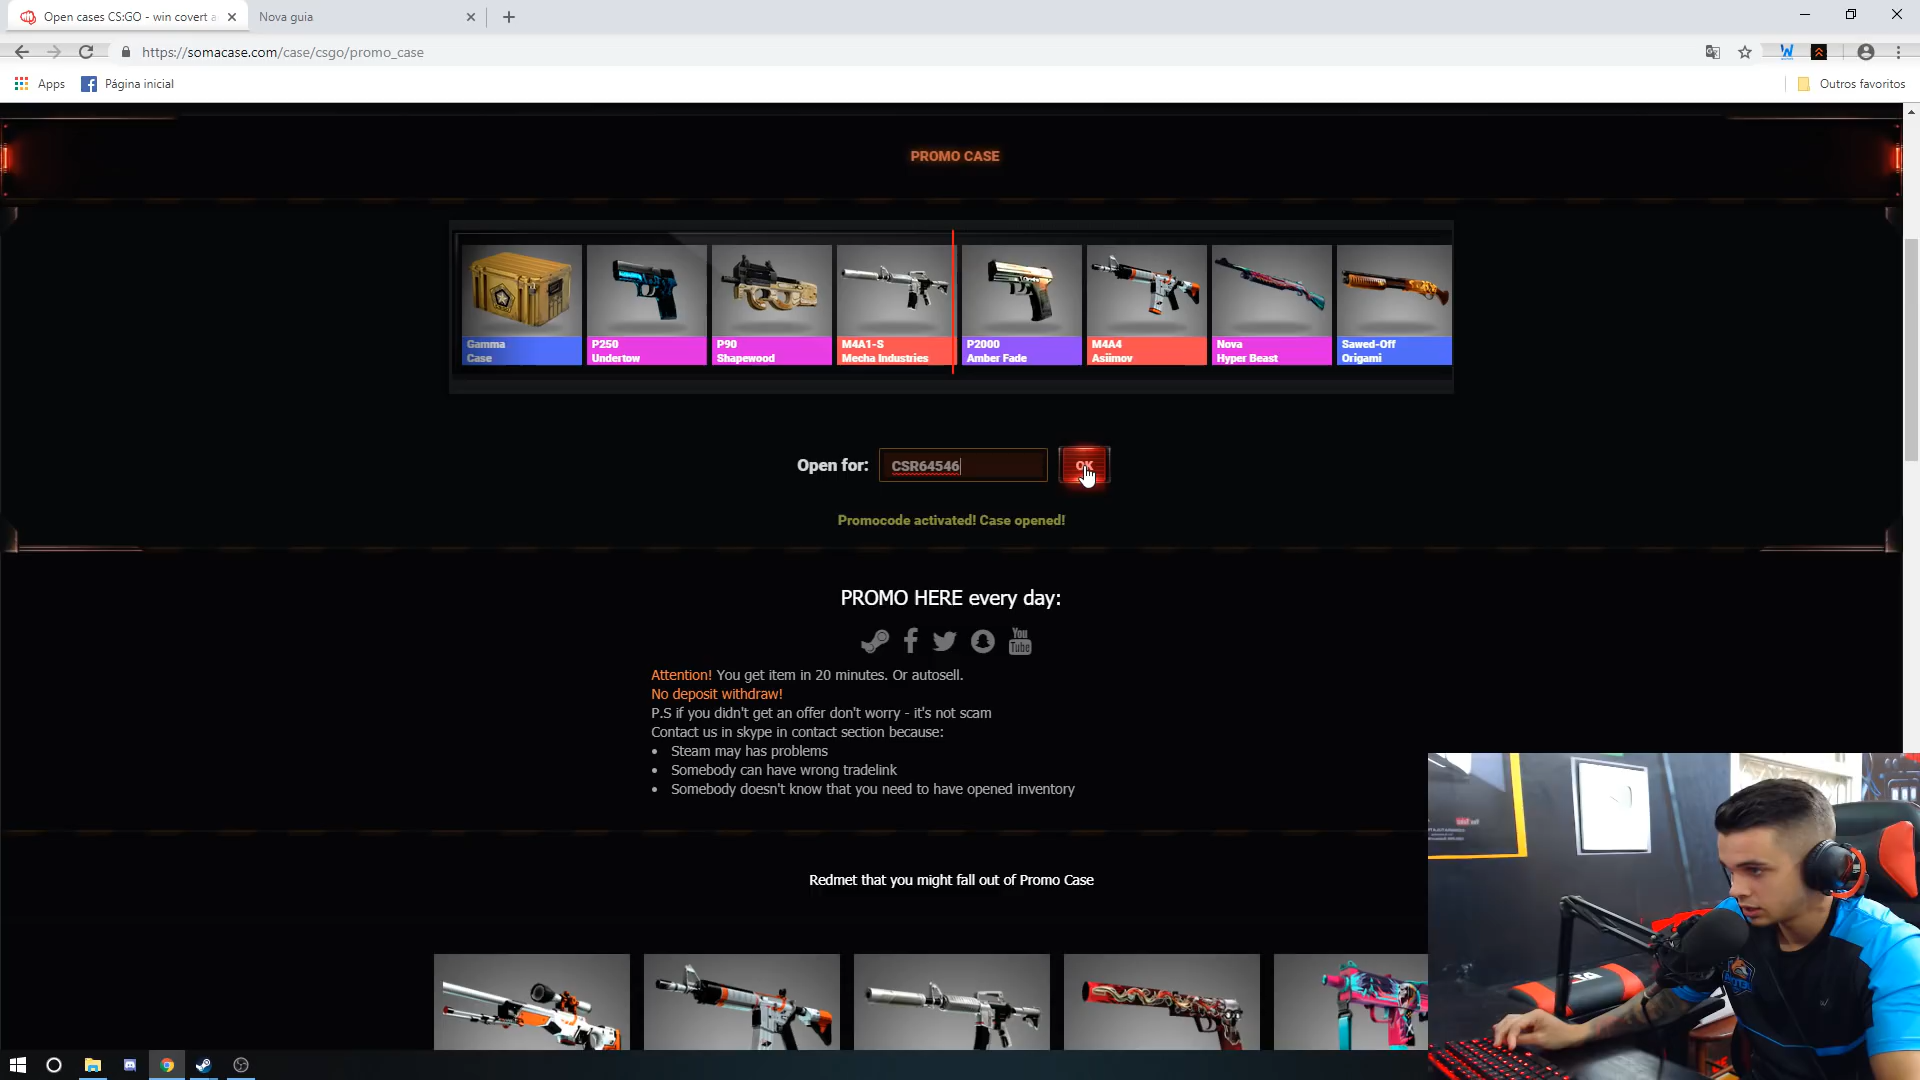 Open cases CS:GO - win covert a
Nova guia
https://somacase.com/case/csgo/promo_case
Apps
Página inicial
Outros favoritos
PROMO CASE
Gamma
Case
P250
Undertow
P90
Shapewood
M4A1-S
Mecha Industries
P2000
Amber Fade
M4A4
Asiimov
Nova
Hyper Beast
Sawed-Off
Origami
Open for:
CSR64546
OK
Promocode activated! Case opened!
PROMO HERE every day:
You
Tube
Attention! You get item in 20 minutes. Or autosell.
No deposit withdraw!
P.S if you didn't get an offer don't worry - it's not scam
Contact us in skype in contact section because:
• Steam may has problems
• Somebody can have wrong tradelink
• Somebody doesn't know that you need to have opened inventory
Redmet that you might fall out of Promo Case